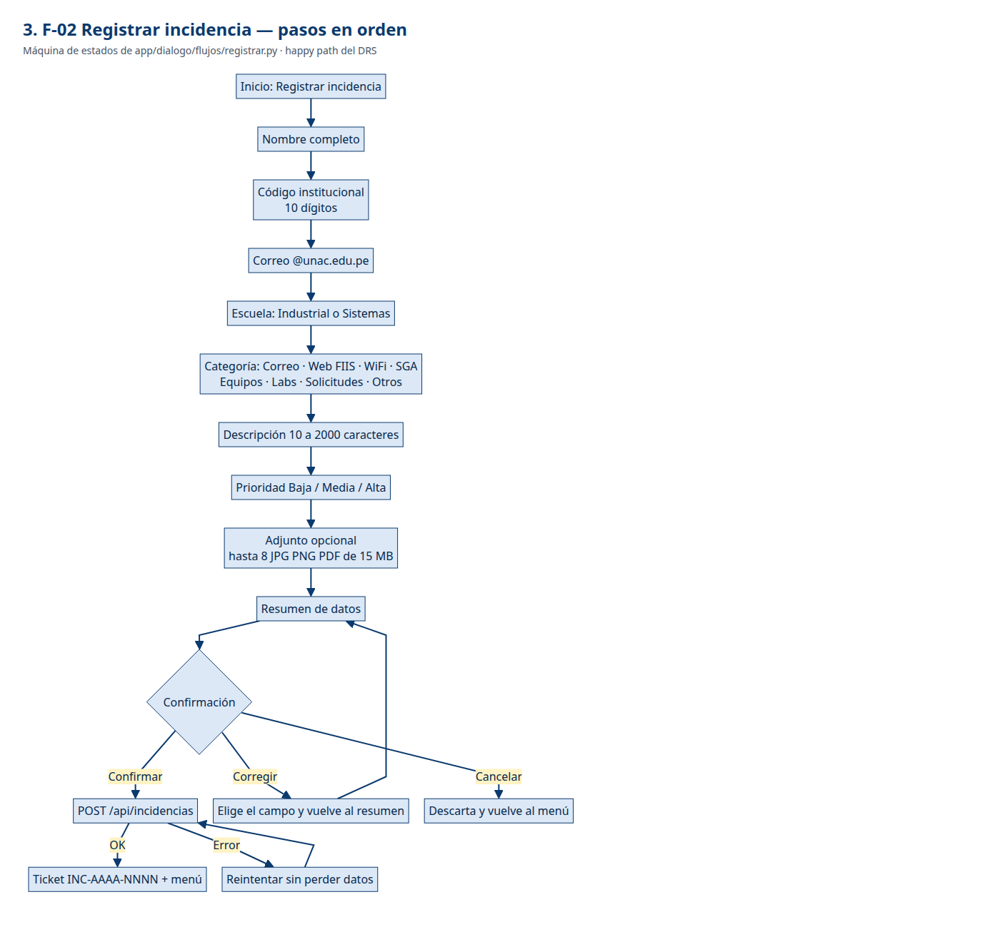 3. F-02 Registrar incidencia — pasos en orden
Máquina de estados de app/dialogo/flujos/registrar.py · happy path del DRS
Inicio: Registrar incidencia
Nombre completo
Código institucional
10 dígitos
Correo @unac.edu.pe
Escuela: Industrial o Sistemas
Categoría: Correo · Web FIIS · WiFi · SGA
Equipos · Labs · Solicitudes · Otros
Descripción 10 a 2000 caracteres
Prioridad Baja / Media / Alta
Adjunto opcional
hasta 8 JPG PNG PDF de 15 MB
Resumen de datos
Confirmación
Confirmar
Corregir
Cancelar
POST /api/incidencias
Elige el campo y vuelve al resumen
Descarta y vuelve al menú
OK
Error
Ticket INC-AAAA-NNNN + menú
Reintentar sin perder datos